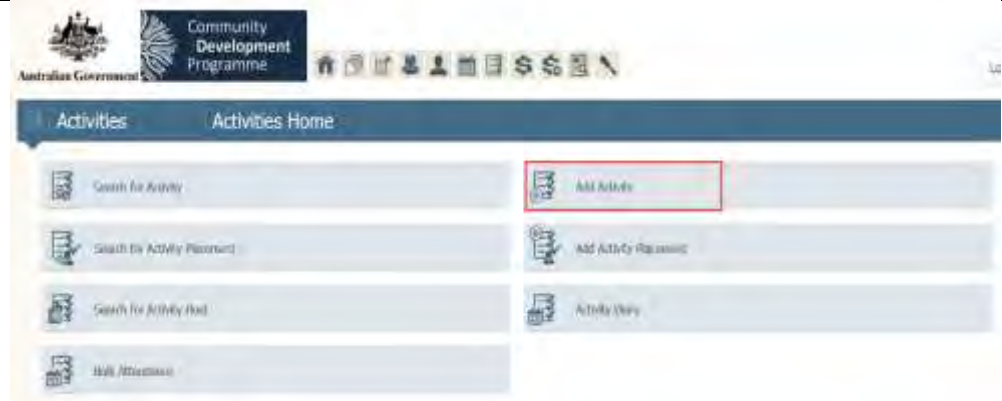 Community
Development
Programme
Australian Government
Activities
Activities Home
Search for Activity
Add Activity
Search for Activity Placement
Add Activity Placement
Search for Activity Host
Activity Diary
Bulk Attendance